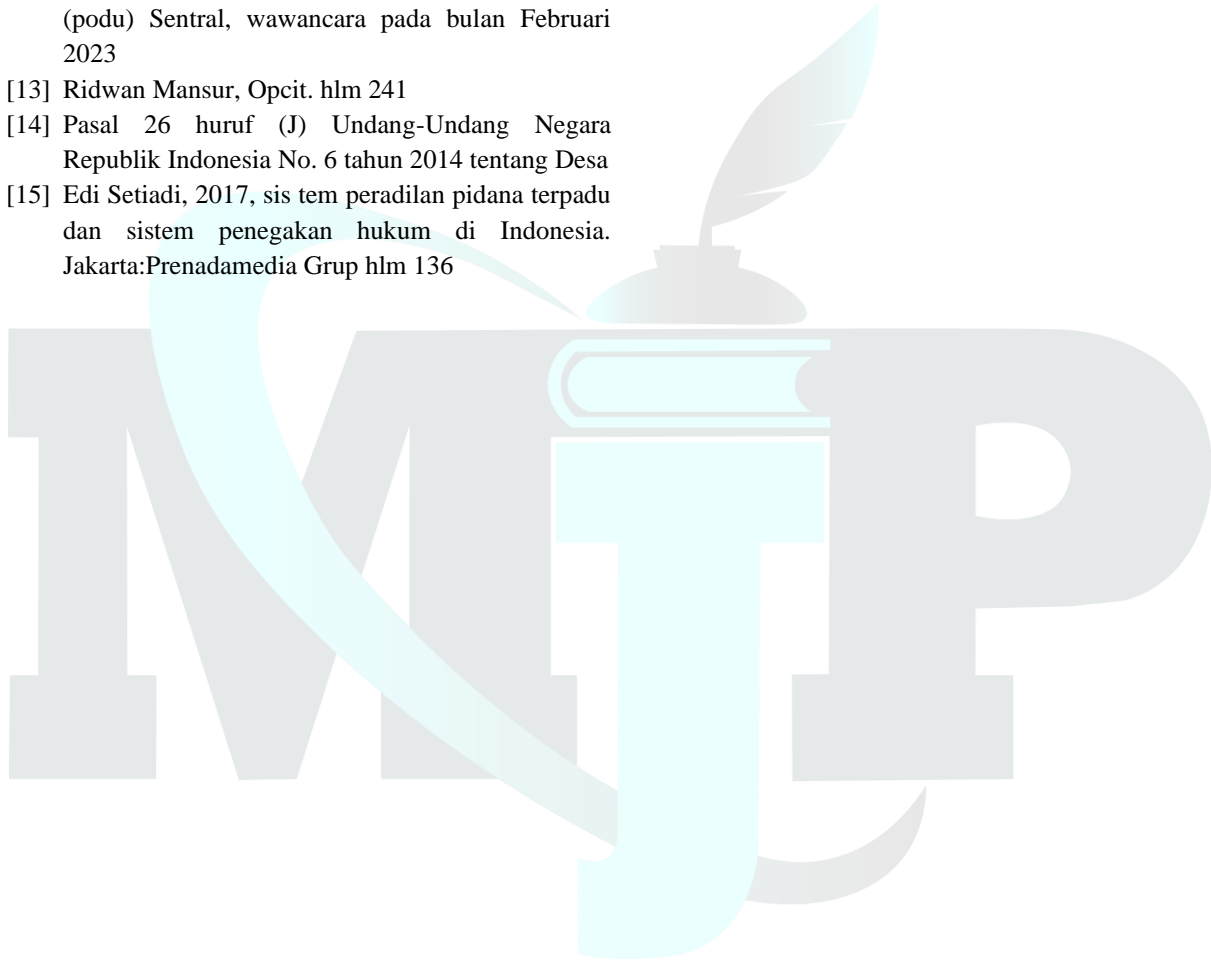 (podu) Sentral, wawancara pada bulan Februari
2023
[13] Ridwan Mansur, Opcit. hlm 241
[14] Pasal 26 huruf (J) Undang-Undang Negara
Republik Indonesia No. 6 tahun 2014 tentang Desa
[15] Edi Setiadi, 2017, sis tem peradilan pidana terpadu
dan sistem penegakan hukum di Indonesia.
Jakarta:Prenadamedia Grup hlm 136
MJP